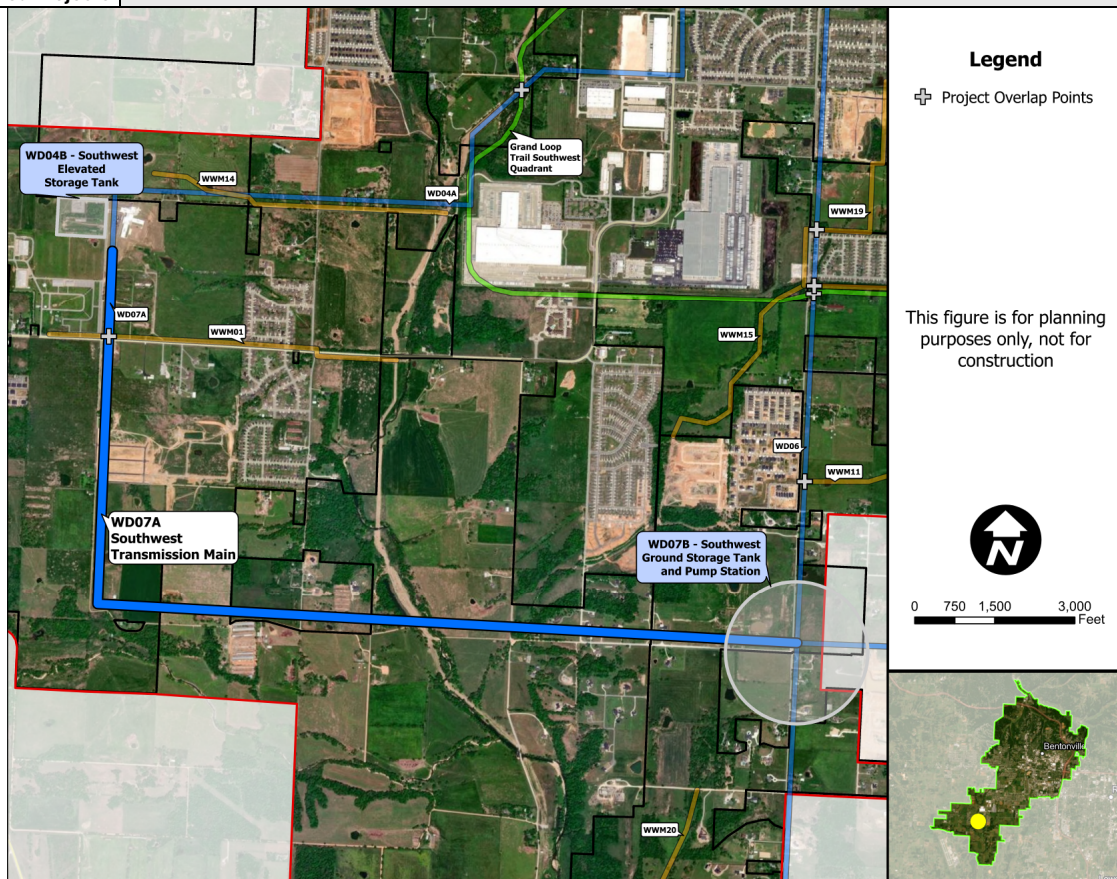 Legend
Project Overlap Points
This figure is for planning
purposes only, not for
construction
N
0 750 1,500 3,000
Feet
Bentonville
WD04B - Southwest
Elevated
Storage Tank
WWM14
WD04A
Grand Loop
Trail Southwest
Quadrant
WWM19
WD07A
WWM01
WWM15
WD06
WWM11
WD07A
Southwest
Transmission Main
WD07B - Southwest
Ground Storage Tank
and Pump Station
WWM20